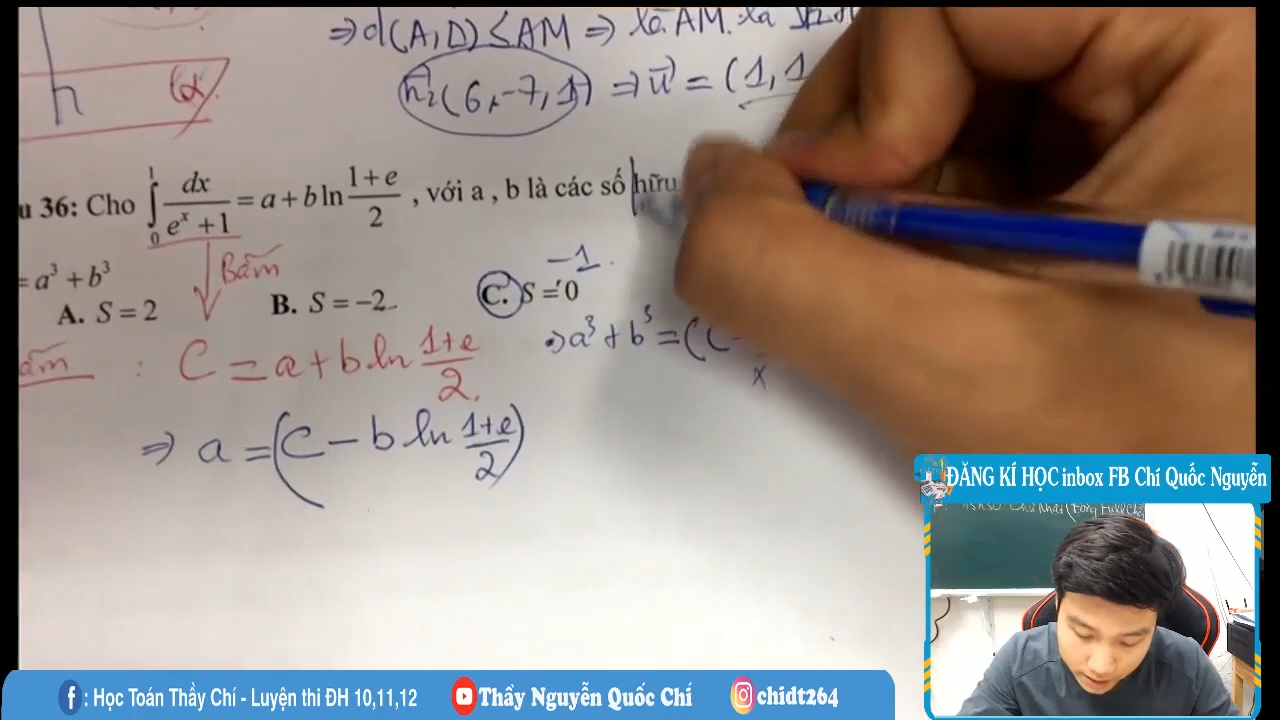 ⇒ d(A,D) ≤ AM ⇒ AM
n₂(6,-7,1) ⇒ u⃗ = (1,1
(α)
36: Cho ∫₀¹ dx/(eˣ + 1) = a + b ln (1+e)/2 , với a , b là các số hữu
= a³ + b³
Bấm
-1
A. S = 2 B. S = -2 C. S = 0
: C = a + b ln (1+e)/2. ⇒ a³ + b³ = (C -
x
⇒ a = (C - b ln (1+e)/2)
ĐĂNG KÍ HỌC inbox FB Chí Quốc Nguyễn
f : Học Toán Thầy Chí - Luyện thi ĐH 10,11,12 Thầy Nguyễn Quốc Chí chidt264